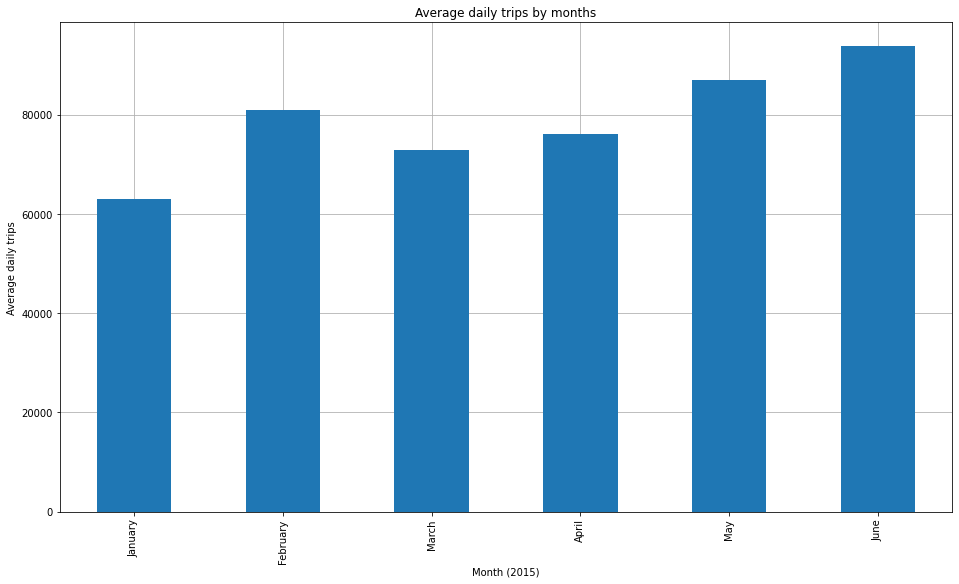 Average daily trips by months
Average daily trips
80000
60000
40000
20000
0
January
February
March
April
May
June
Month (2015)